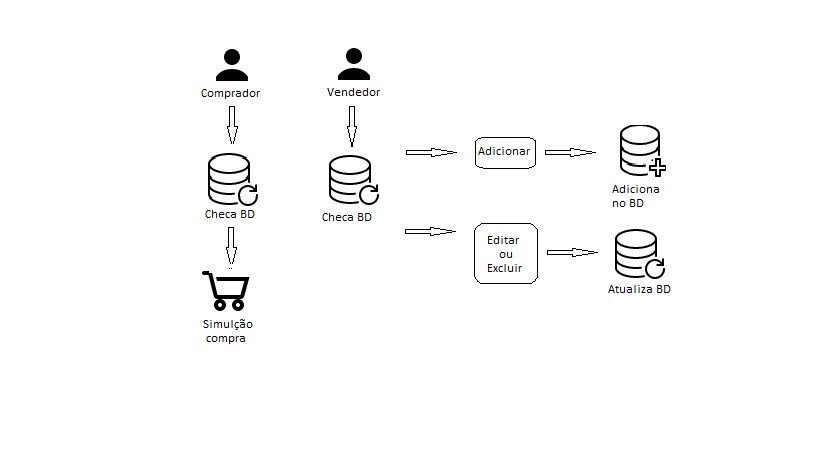 Comprador
Vendedor
Checa BD
Checa BD
Simulção
compra
Adicionar
Adiciona
no BD
Editar
ou
Excluir
Atualiza BD